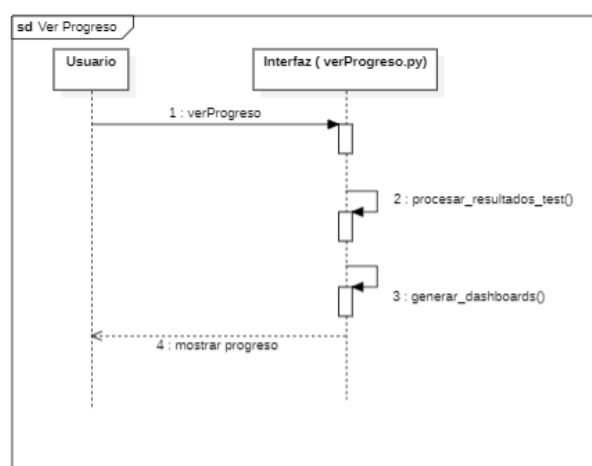 sd Ver Progreso
Usuario
Interfaz ( verProgreso.py)
1 : verProgreso
2 : procesar_resultados_test()
3 : generar_dashboards()
4 : mostrar progreso